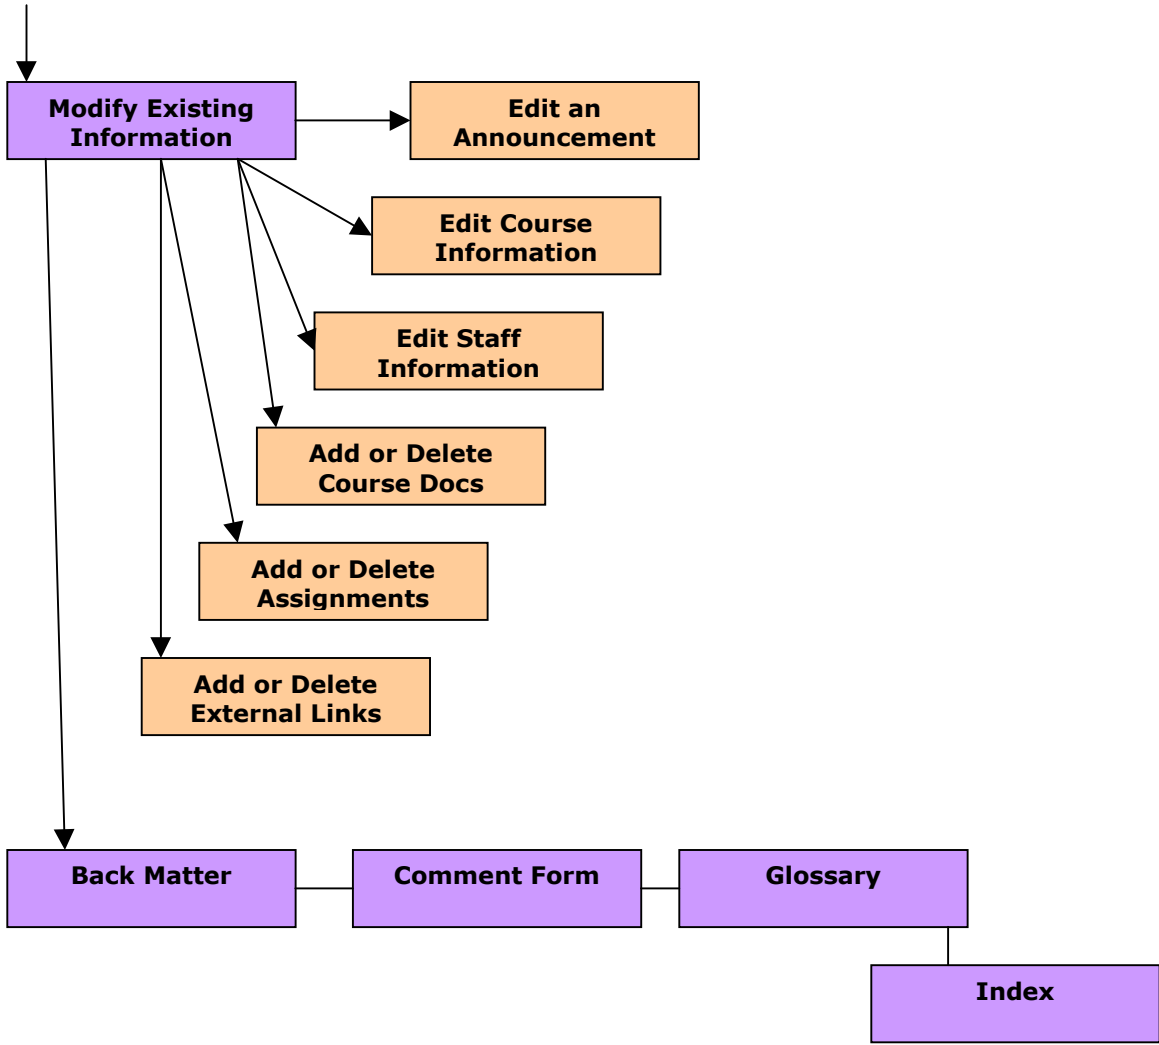 Modify Existing
Information
Edit an
Announcement
Edit Course
Information
Edit Staff
Information
Add or Delete
Course Docs
Add or Delete
Assignments
Add or Delete
External Links
Back Matter
Comment Form
Glossary
Index